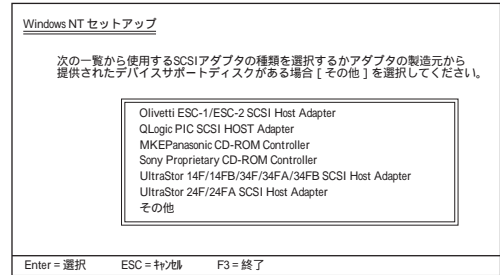 Windows NT セットアップ
次の一覧から使用するSCSIアダプタの種類を選択するかアダプタの製造元から
提供されたデバイスサポートディスクがある場合［その他］を選択してください。
Olivetti ESC-1/ESC-2 SCSI Host Adapter
QLogic PIC SCSI HOST Adapter
MKEPanasonic CD-ROM Controller
Sony Proprietary CD-ROM Controller
UltraStor 14F/14FB/34F/34FA/34FB SCSI Host Adapter
UltraStor 24F/24FA SCSI Host Adapter
その他
Enter = 選択 ESC = ｷｬﾝｾﾙ F3 = 終了